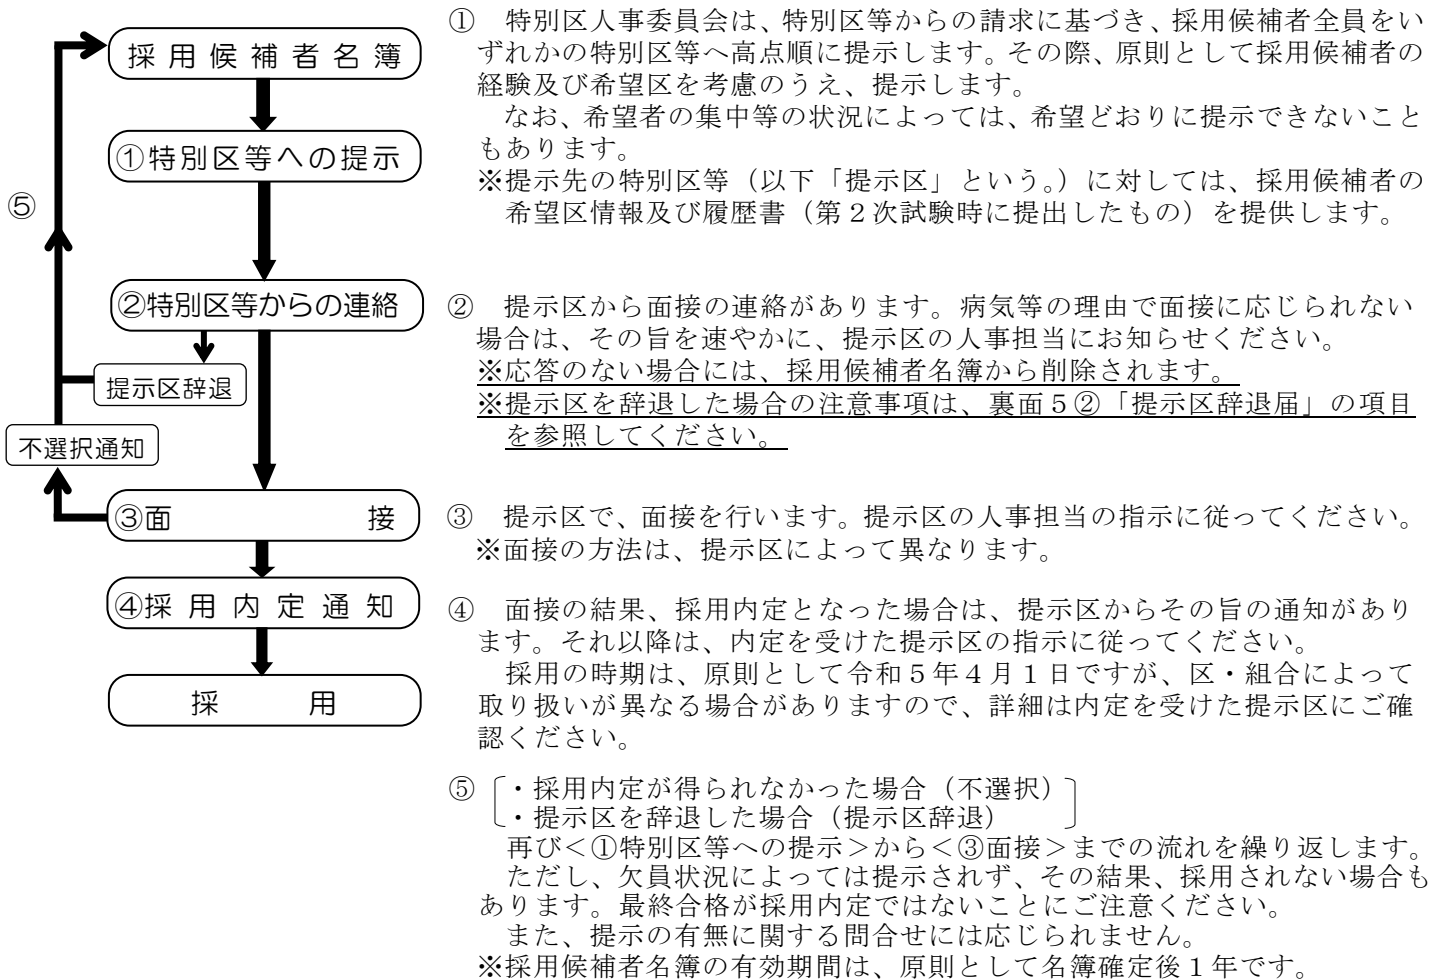 採用候補者名簿
①特別区等への提示
⑤
②特別区等からの連絡
提示区辞退
不選択通知
③面　接
④採用内定通知
採　用
①　特別区人事委員会は、特別区等からの請求に基づき、採用候補者全員をい
ずれかの特別区等へ高点順に提示します。その際、原則として採用候補者の
経験及び希望区を考慮のうえ、提示します。
なお、希望者の集中等の状況によっては、希望どおりに提示できないこと
もあります。
※提示先の特別区等（以下「提示区」という。）に対しては、採用候補者の
希望区情報及び履歴書（第２次試験時に提出したもの）を提供します。
②　提示区から面接の連絡があります。病気等の理由で面接に応じられない
場合は、その旨を速やかに、提示区の人事担当にお知らせください。
※応答のない場合には、採用候補者名簿から削除されます。
※提示区を辞退した場合の注意事項は、裏面５②「提示区辞退届」の項目
を参照してください。
③　提示区で、面接を行います。提示区の人事担当の指示に従ってください。
※面接の方法は、提示区によって異なります。
④　面接の結果、採用内定となった場合は、提示区からその旨の通知があり
ます。それ以降は、内定を受けた提示区の指示に従ってください。
採用の時期は、原則として令和５年４月１日ですが、区・組合によって
取り扱いが異なる場合がありますので、詳細は内定を受けた提示区にご確
認ください。
⑤ ・採用内定が得られなかった場合（不選択）
・提示区を辞退した場合（提示区辞退）
再び＜①特別区等への提示＞から＜③面接＞までの流れを繰り返します。
ただし、欠員状況によっては提示されず、その結果、採用されない場合も
あります。最終合格が採用内定ではないことにご注意ください。
また、提示の有無に関する問合せには応じられません。
※採用候補者名簿の有効期間は、原則として名簿確定後１年です。